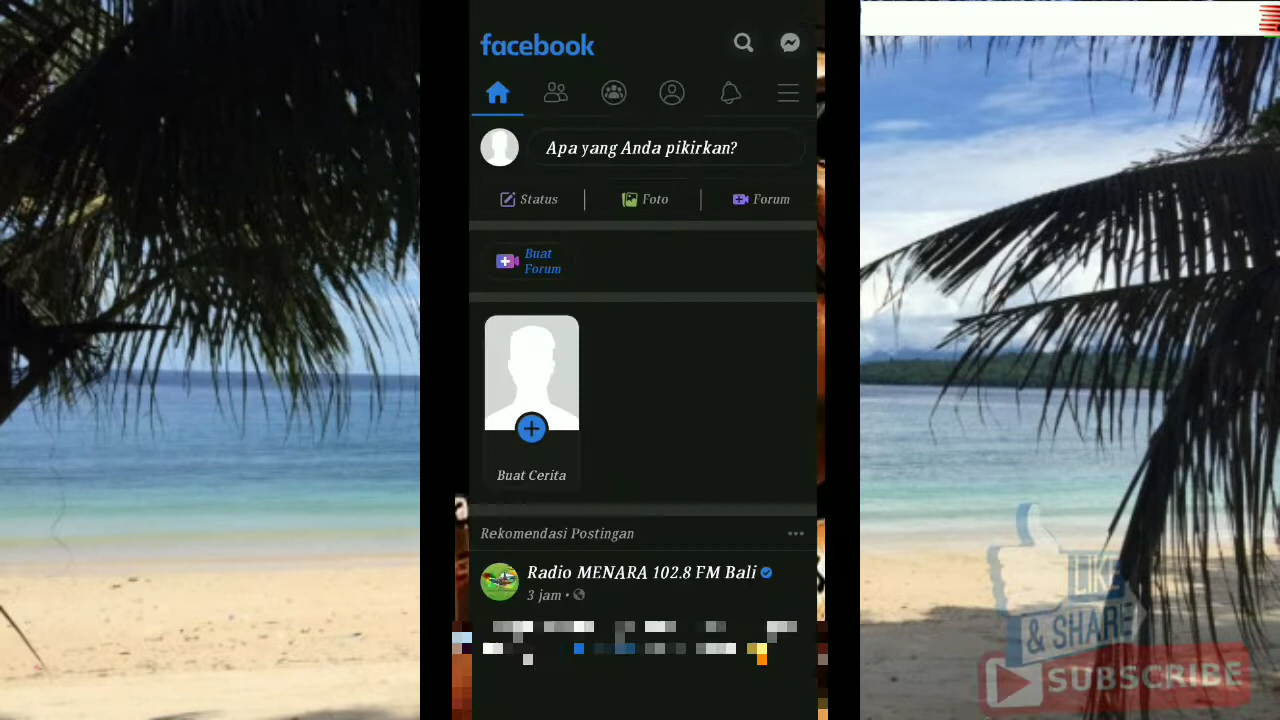 facebook
Apa yang Anda pikirkan?
Status
Foto
Forum
Buat
Forum
Buat Cerita
Rekomendasi Postingan
Radio MENARA 102.8 FM Bali
3 jam
LIKE
& SHARE
SUBSCRIBE